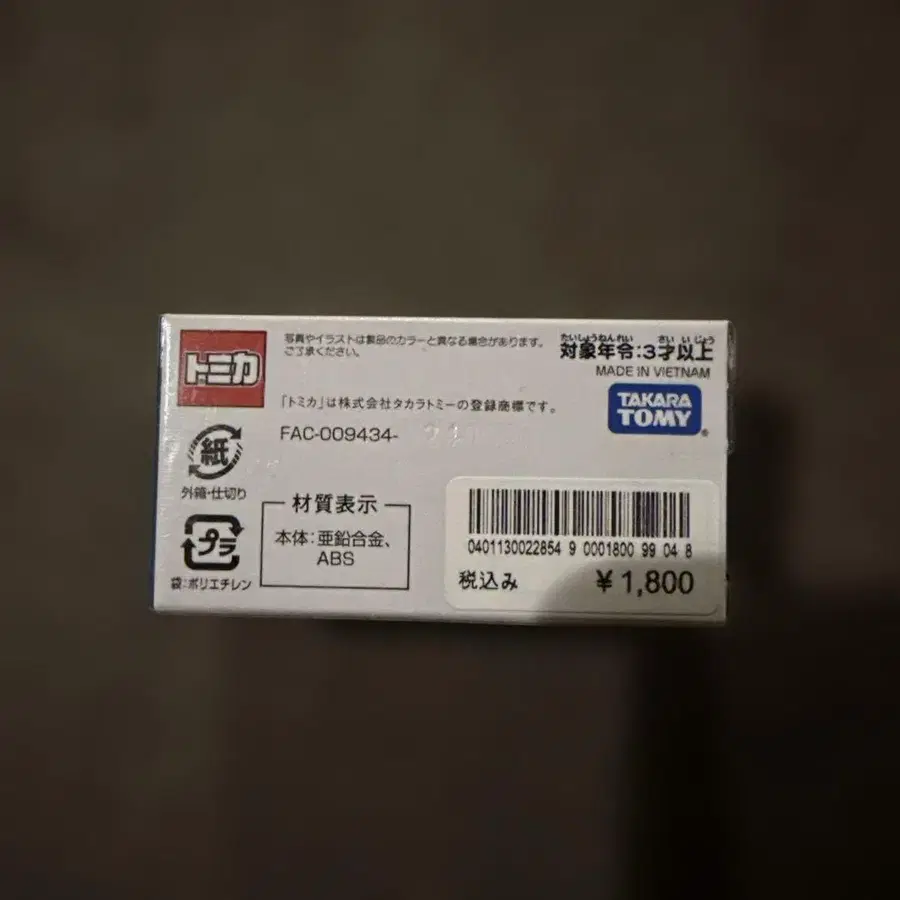 トミカ
写真やイラストは製品のカラーと異なる場合があります。
ご了承ください。
「トミカ」は株式会社タカラトミーの登録商標です。
FAC-009434-
たいしょうねんれい さい いじょう
対象年令:3才以上
MADE IN VIETNAM
TAKARA
TOMY®
紙
外箱・仕切り
プラ
袋:ポリエチレン
材質表示
本体:亜鉛合金、
ABS
0401130022854 9 0001800 99 04 8
税込み ¥1,800